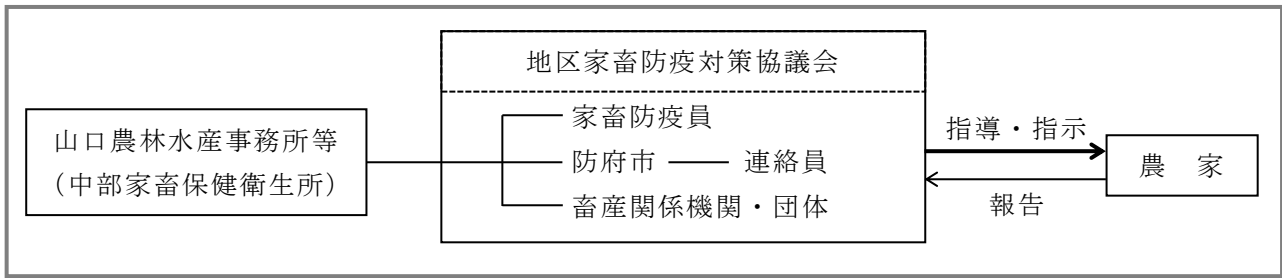 地区家畜防疫対策協議会
山口農林水産事務所等
（中部家畜保健衛生所）
家畜防疫員
防府市 連絡員
畜産関係機関・団体
指導・指示
報告
農　家